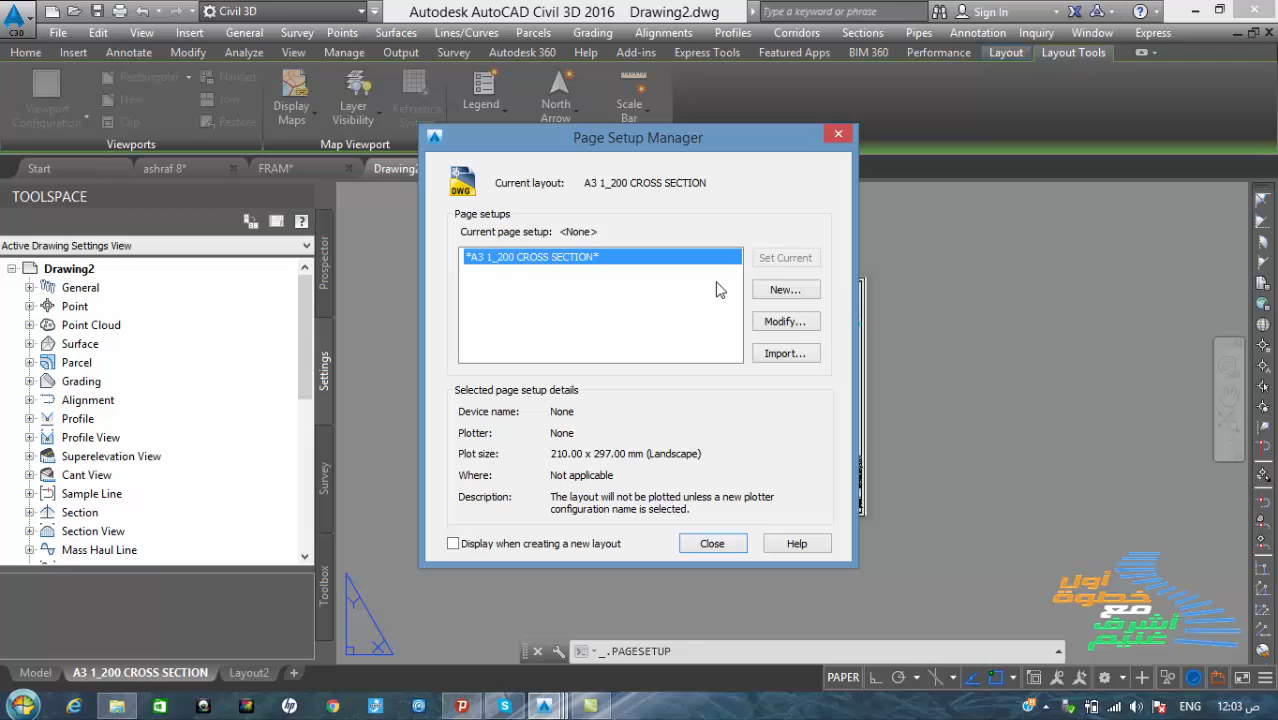 Civil 3D
Autodesk AutoCAD Civil 3D 2016 Drawing2.dwg
Type a keyword or phrase
Sign In
C3D
File Edit View Insert General Survey Points Surfaces Lines/Curves Parcels Grading Alignments Profiles Corridors Sections Pipes Annotation Inquiry Window Express
Home Insert Annotate Modify Analyze View Manage Output Survey Autodesk 360 Help Add-ins Express Tools Featured Apps BIM 360 Performance Layout Layout Tools
Viewport
Configuration
Rectangular
New
Clip
Named
Join
Restore
Display
Maps
Layer
Visibility
Reference
Legend
North
Arrow
Scale
Bar
Viewports
Map Viewport
Start
ashraf 8*
FRAM*
Drawing2
Page Setup Manager
DWG
Current layout: A3 1_200 CROSS SECTION
Page setups
Current page setup: <None>
*A3 1_200 CROSS SECTION*
Set Current
New...
Modify...
Import...
Selected page setup details
Device name: None
Plotter: None
Plot size: 210.00 x 297.00 mm (Landscape)
Where: Not applicable
Description: The layout will not be plotted unless a new plotter
configuration name is selected.
Display when creating a new layout
Close
Help
TOOLSPACE
Active Drawing Settings View
Drawing2
General
Point
Point Cloud
Surface
Parcel
Grading
Alignment
Profile
Profile View
Superelevation View
Cant View
Sample Line
Section
Section View
Mass Haul Line
Prospector
Settings
Survey
Toolbox
Y
X
أول
خطوة
مع
أشرف
غنيم
_.PAGESETUP
Model
A3 1_200 CROSS SECTION
Layout2
PAPER
ENG
12:03 ص